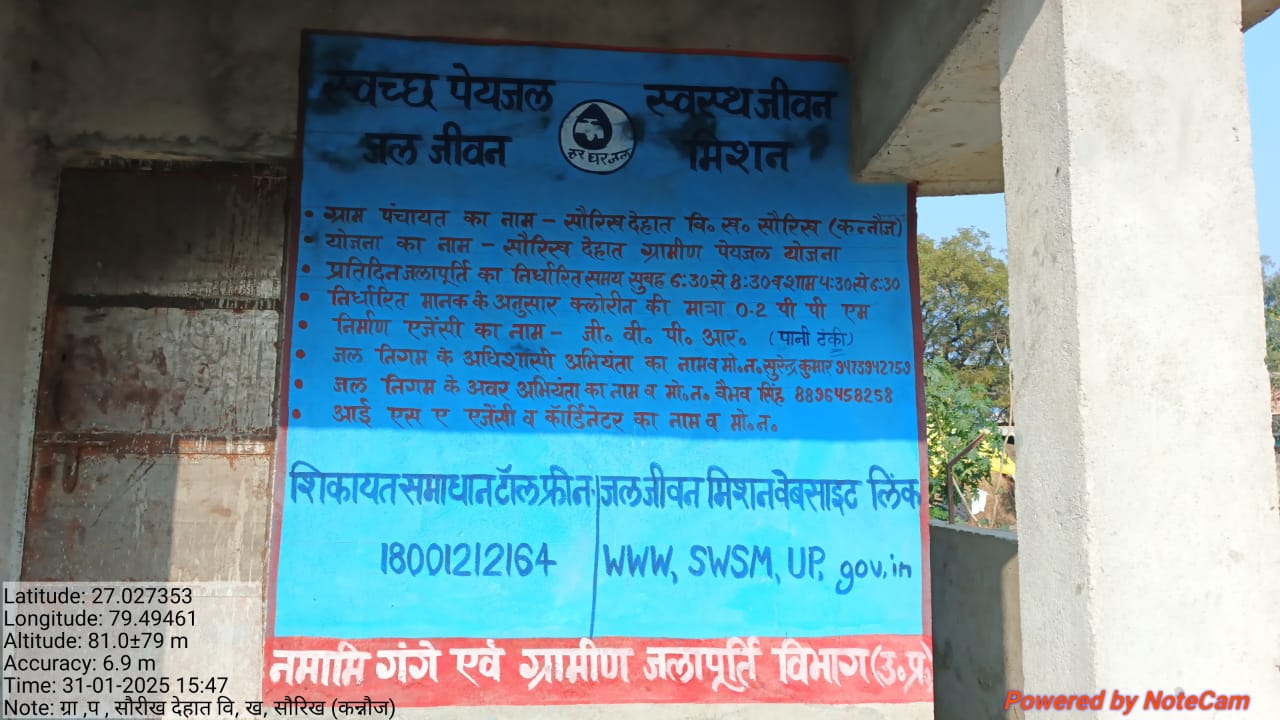 स्वच्छ पेयजल
स्वस्थ जीवन
जल जीवन
मिशन
हर घर जल
• ग्राम पंचायत का नाम - सौरिख देहात वि० ख० सौरिख (कन्नौज)
• योजना का नाम - सौरिख देहात ग्रामीण पेयजल योजना
• प्रतिदिन जलापूर्ति का निर्धारित समय सुबह 6:30 से 8:30 व शाम 4:30 से 6:30
• निर्धारित मानक के अनुसार क्लोरीन की मात्रा 0.2 पी पी एम
• निर्माण एजेंसी का नाम - जी० वी० पी० आर० (पानी टंकी)
• जल निगम के अधिशासी अभियंता का नाम व मो०न० सुरेन्द्र कुमार 9473942759
• जल निगम के अवर अभियंता का नाम व मो०न० वैभव सिंह 8896458258
• आई एस ए एजेंसी व कॉर्डिनेटर का नाम व मो० न०
शिकायत समाधान टॉल फ्री न०
18001212164
जल जीवन मिशन वेबसाइट लिंक
WWW. SWSM. UP. gov.in
नमामि गंगे एवं ग्रामीण जलापूर्ति विभाग (उ०प्र०)
Latitude: 27.027353
Longitude: 79.49461
Altitude: 81.0±79 m
Accuracy: 6.9 m
Time: 31-01-2025 15:47
Note: ग्रा ,प , सौरीख देहात वि, ख, सौरिख (कन्नौज)
Powered by NoteCam